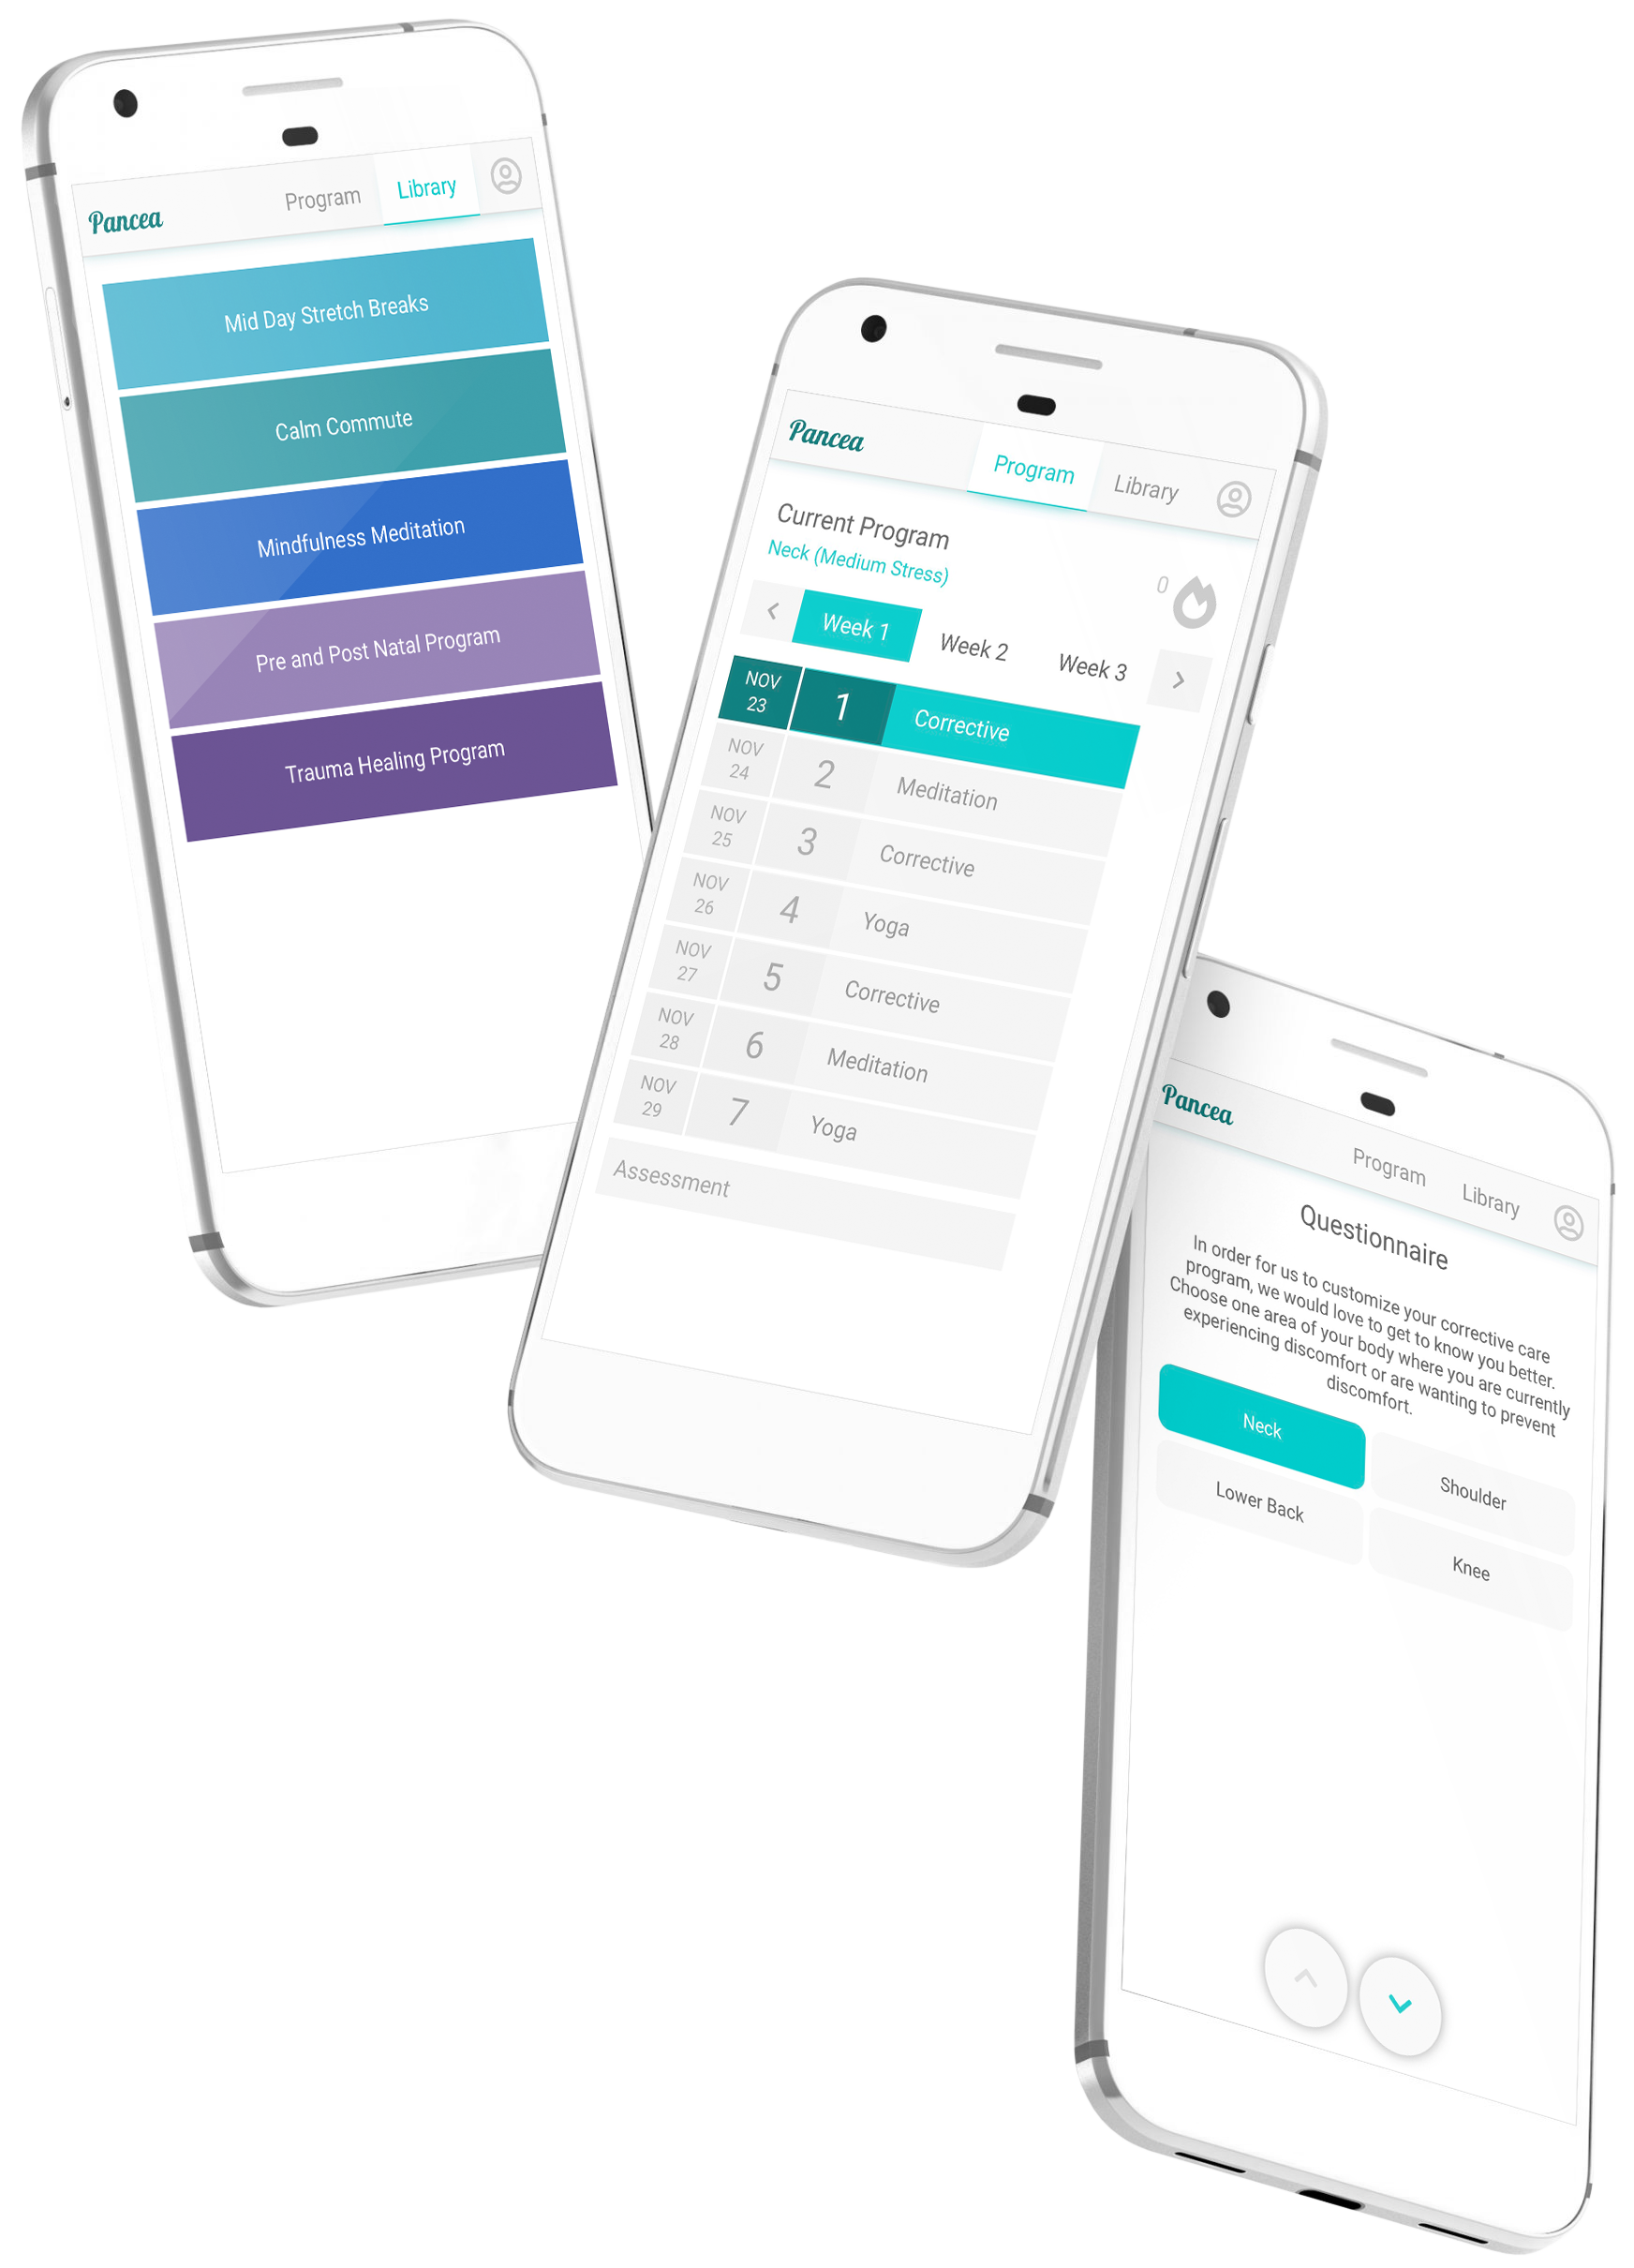 Pancea
Program
Library
Mid Day Stretch Breaks
Calm Commute
Mindfulness Meditation
Pre and Post Natal Program
Trauma Healing Program
Pancea
Program
Library
Current Program
Neck (Medium Stress)
0
Week 1
Week 2
Week 3
NOV
23
1
Corrective
NOV
24
2
Meditation
NOV
25
3
Corrective
NOV
26
4
Yoga
NOV
27
5
Corrective
NOV
28
6
Meditation
NOV
29
7
Yoga
Assessment
Pancea
Program
Library
Questionnaire
In order for us to customize your corrective care
program, we would love to get to know you better.
Choose one area of your body where you are currently
experiencing discomfort or are wanting to prevent
discomfort.
Neck
Shoulder
Lower Back
Knee